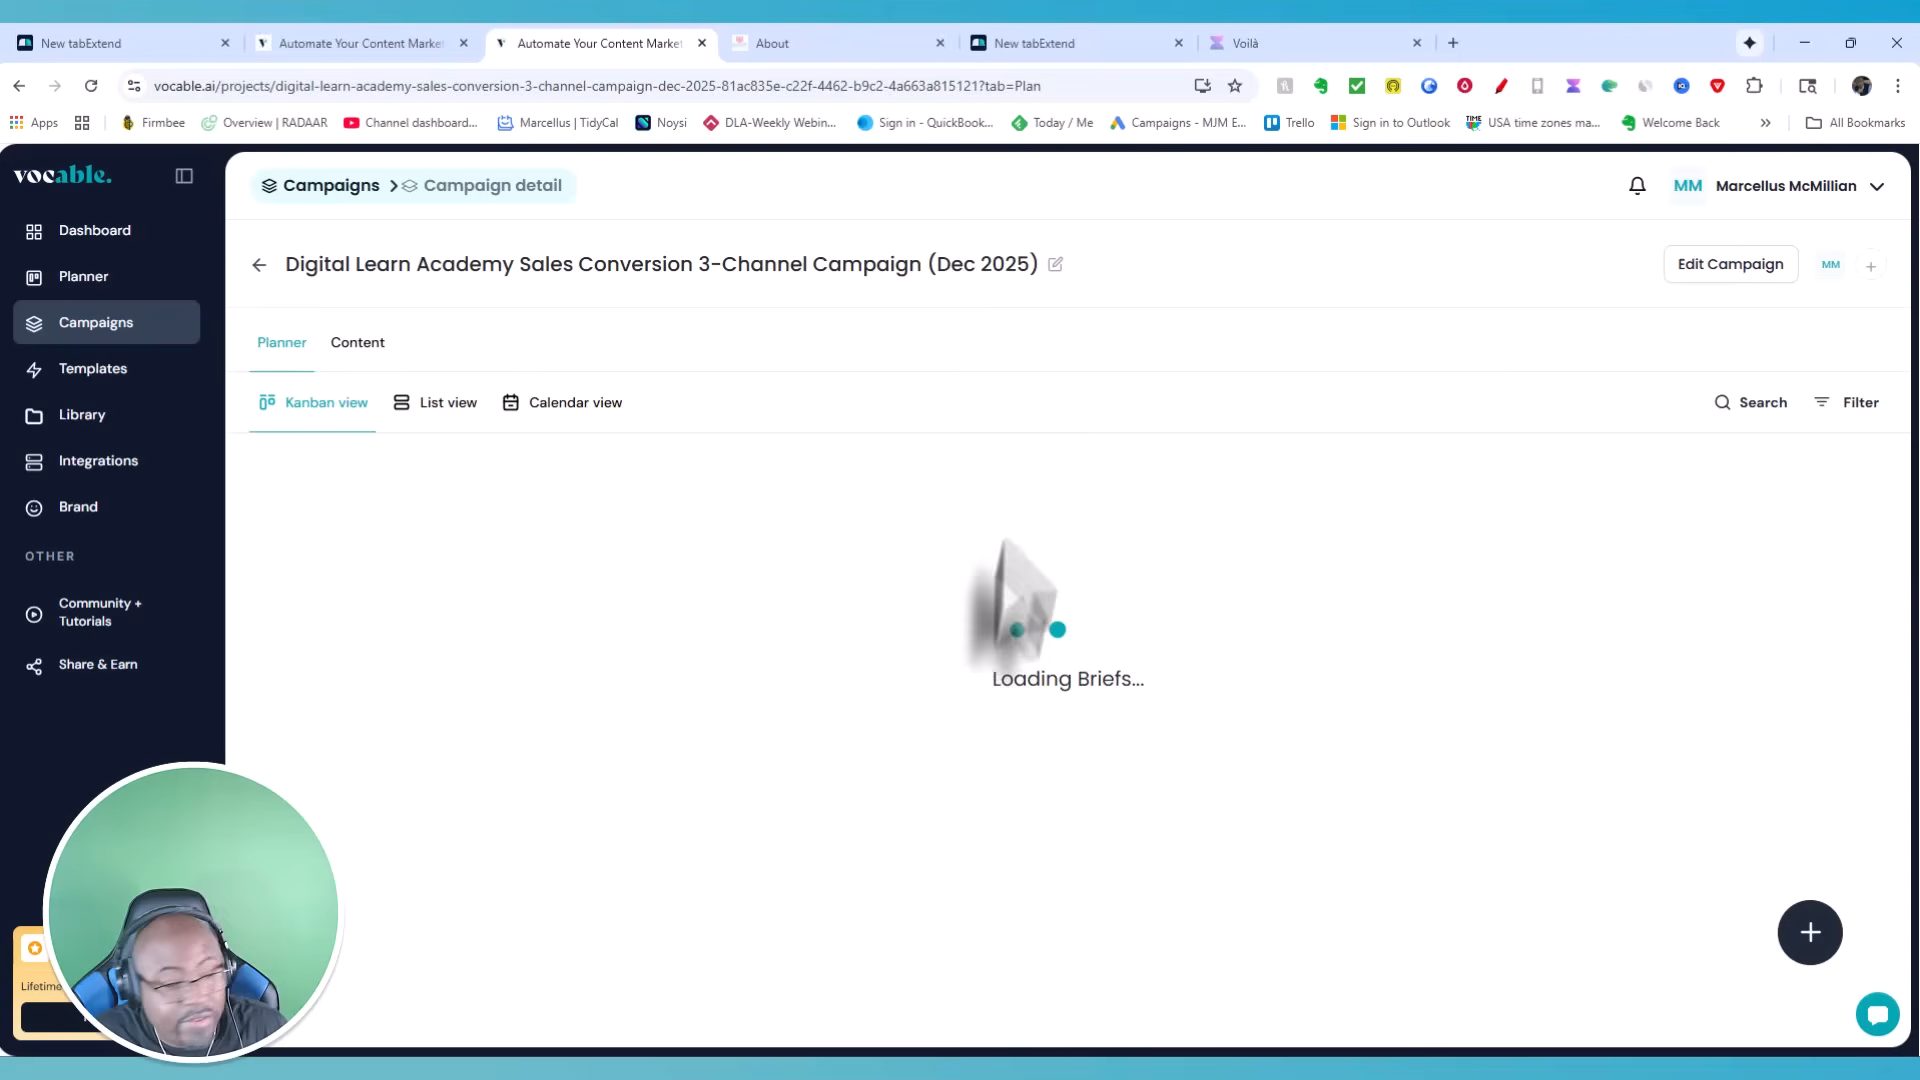 New tabExtend
Automate Your Content Marke
Automate Your Content Market
About
New tabExtend
Voilà
vocable.ai/projects/digital-learn-academy-sales-conversion-3-channel-campaign-dec-2025-81ac835e-c22f-4462-b9c2-4a663a815121?tab=Plan
Apps
Firmbee
Overview | RADAAR
Channel dashboard...
Marcellus | TidyCal
Noysi
DLA-Weekly Webin...
Sign in - QuickBook...
Today / Me
Campaigns - MJM E...
Trello
Sign in to Outlook
USA time zones ma...
Welcome Back
All Bookmarks
vocable.
Campaigns
Campaign detail
MM
Marcellus McMillian
Dashboard
Planner
Campaigns
Templates
Library
Integrations
Brand
OTHER
Community +
Tutorials
Share & Earn
Lifetime
Digital Learn Academy Sales Conversion 3-Channel Campaign (Dec 2025)
Edit Campaign
MM
Planner
Content
Kanban view
List view
Calendar view
Search
Filter
Loading Briefs...